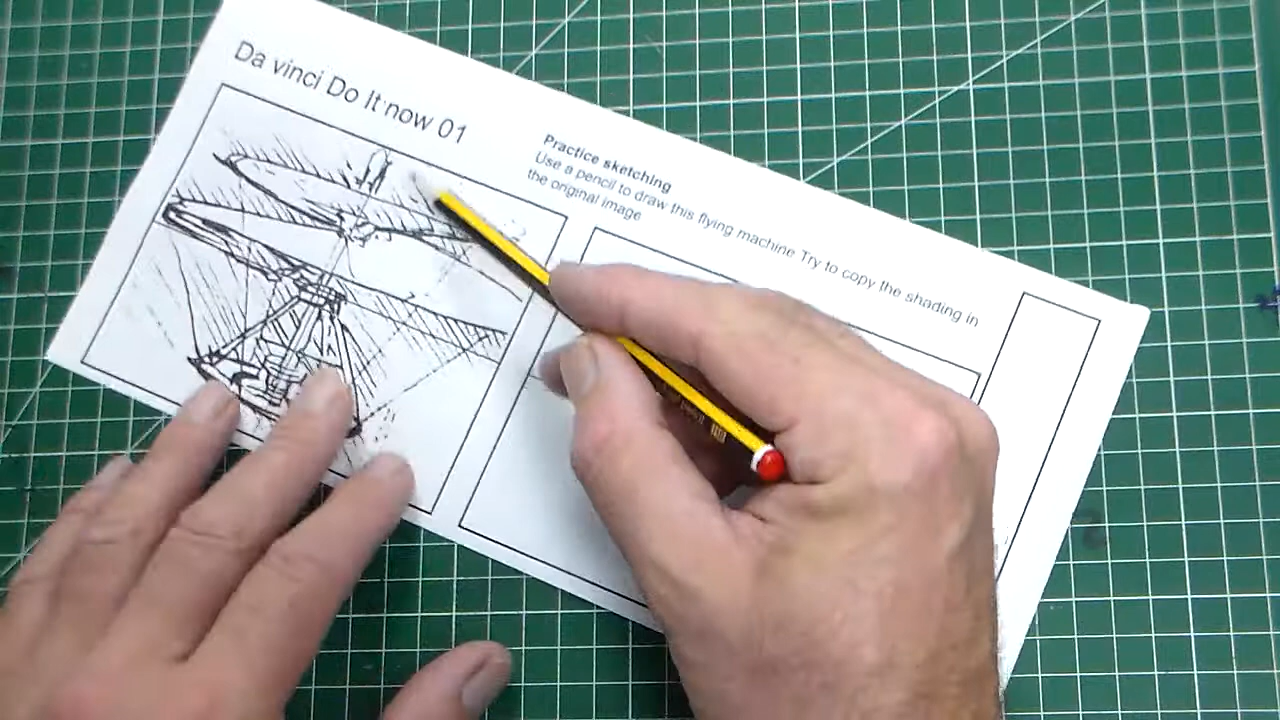 Da vinci Do It now 01
Practice sketching
Use a pencil to draw this flying machine Try to copy the shading in
the original image